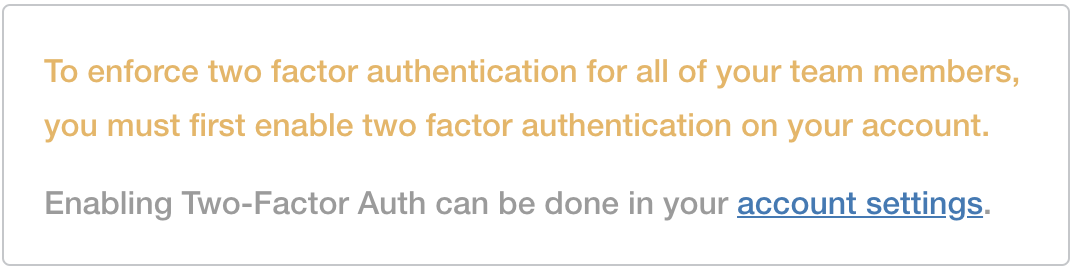 To enforce two factor authentication for all of your team members,
you must first enable two factor authentication on your account.
Enabling Two-Factor Auth can be done in your account settings.